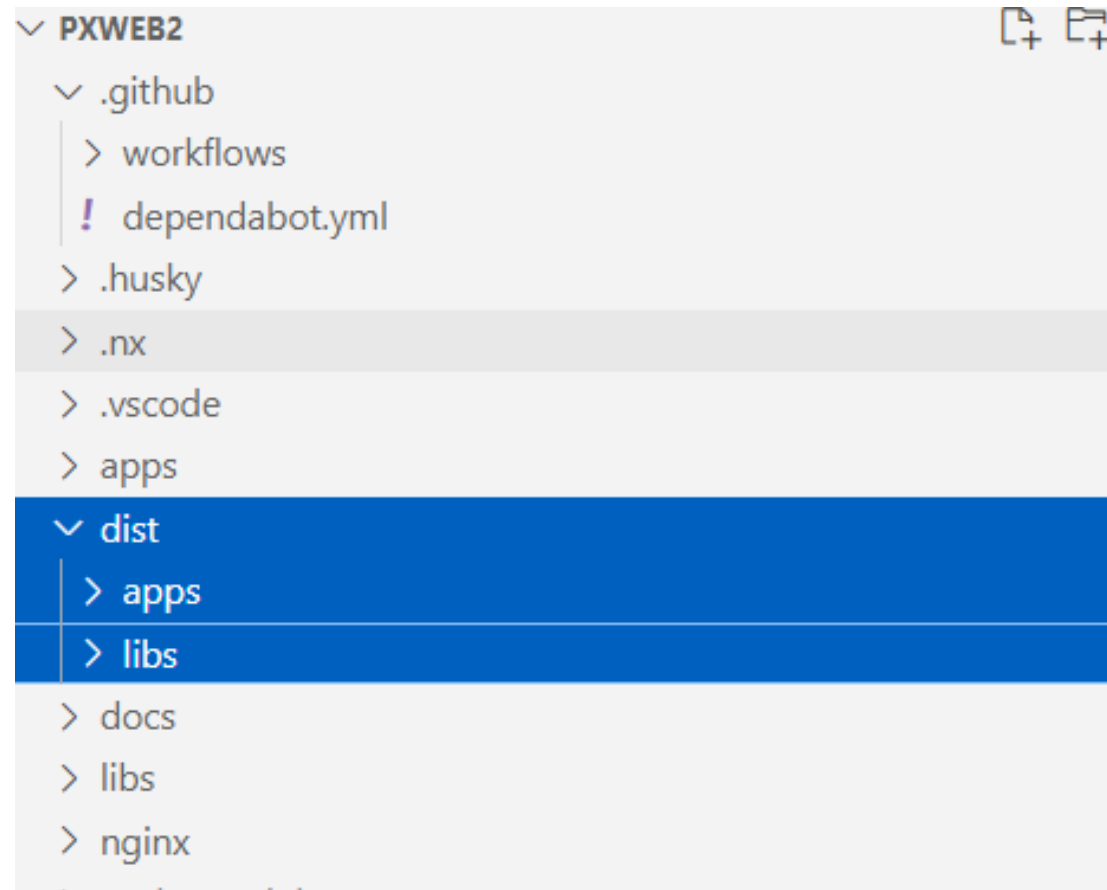 PXWEB2
.github
workflows
! dependabot.yml
.husky
.nx
.vscode
apps
dist
apps
libs
docs
libs
nginx